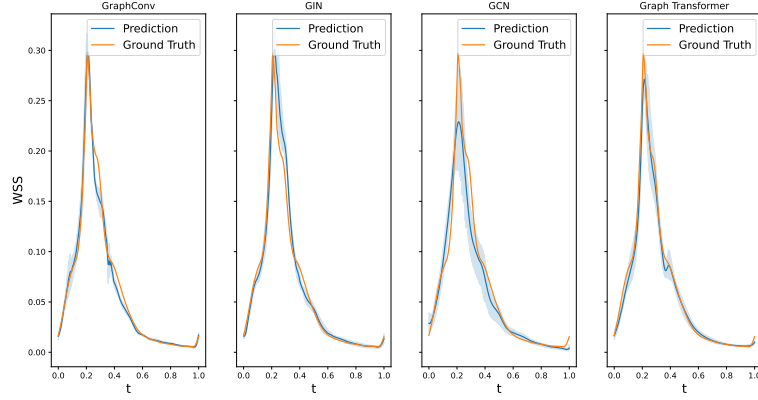 GraphConv GIN GCN Graph Transformer
Prediction Prediction Prediction Prediction
Ground Truth Ground Truth Ground Truth Ground Truth
0.30
0.25
0.20
0.15
0.10
0.05
0.00
WSS
0.0 0.2 0.4 0.6 0.8 1.0 0.0 0.2 0.4 0.6 0.8 1.0 0.0 0.2 0.4 0.6 0.8 1.0 0.0 0.2 0.4 0.6 0.8 1.0
t t t t